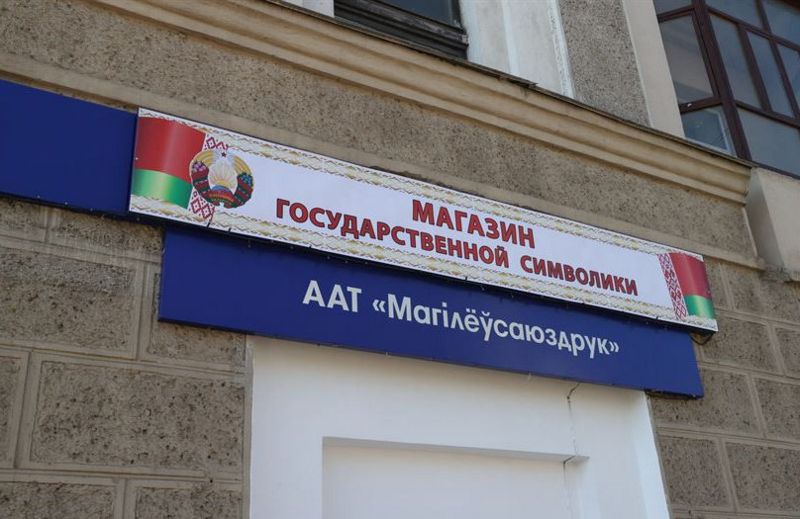 МАГАЗИН
ГОСУДАРСТВЕННОЙ СИМВОЛИКИ
ААТ «Магілёўсаюздрук»